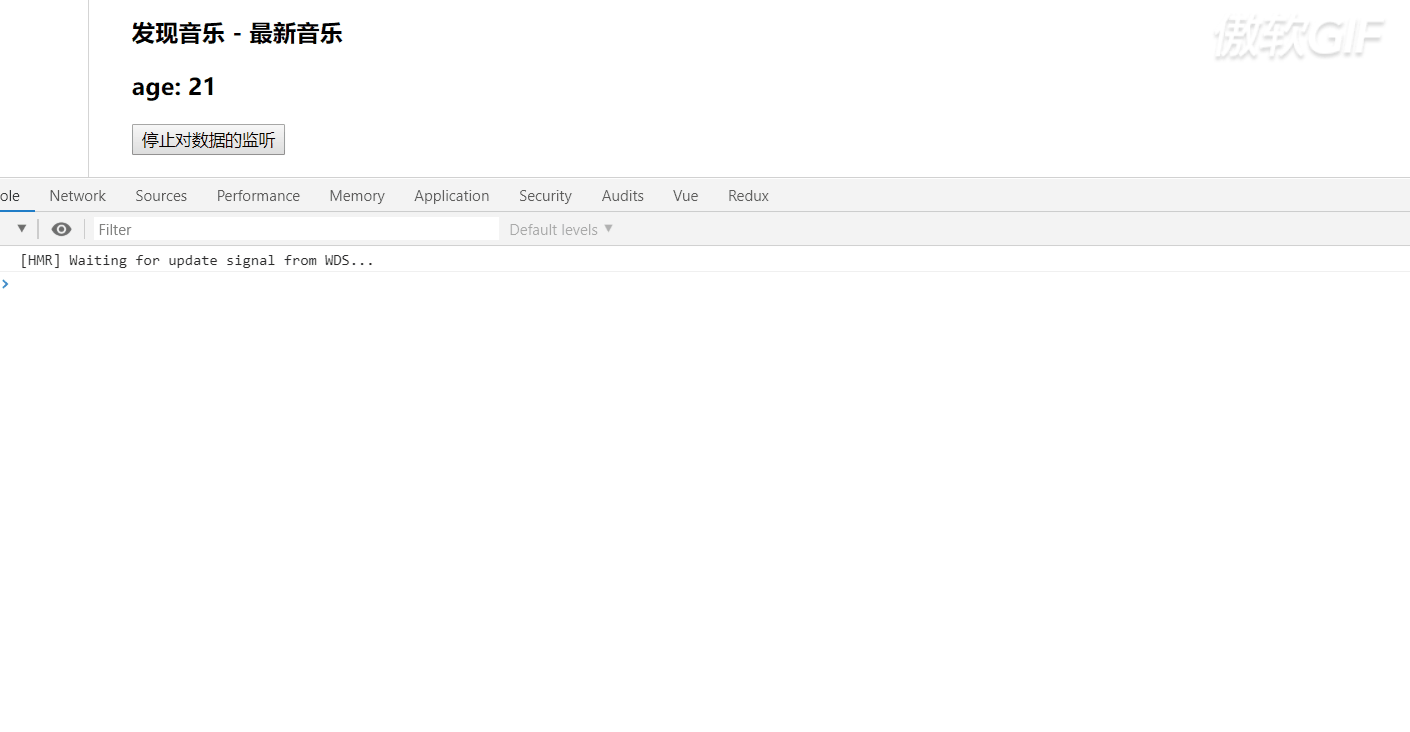 傲软GIF
发现音乐 - 最新音乐
age: 21
停止对数据的监听
ole Network Sources Performance Memory Application Security Audits Vue Redux
Filter Default levels
[HMR] Waiting for update signal from WDS...